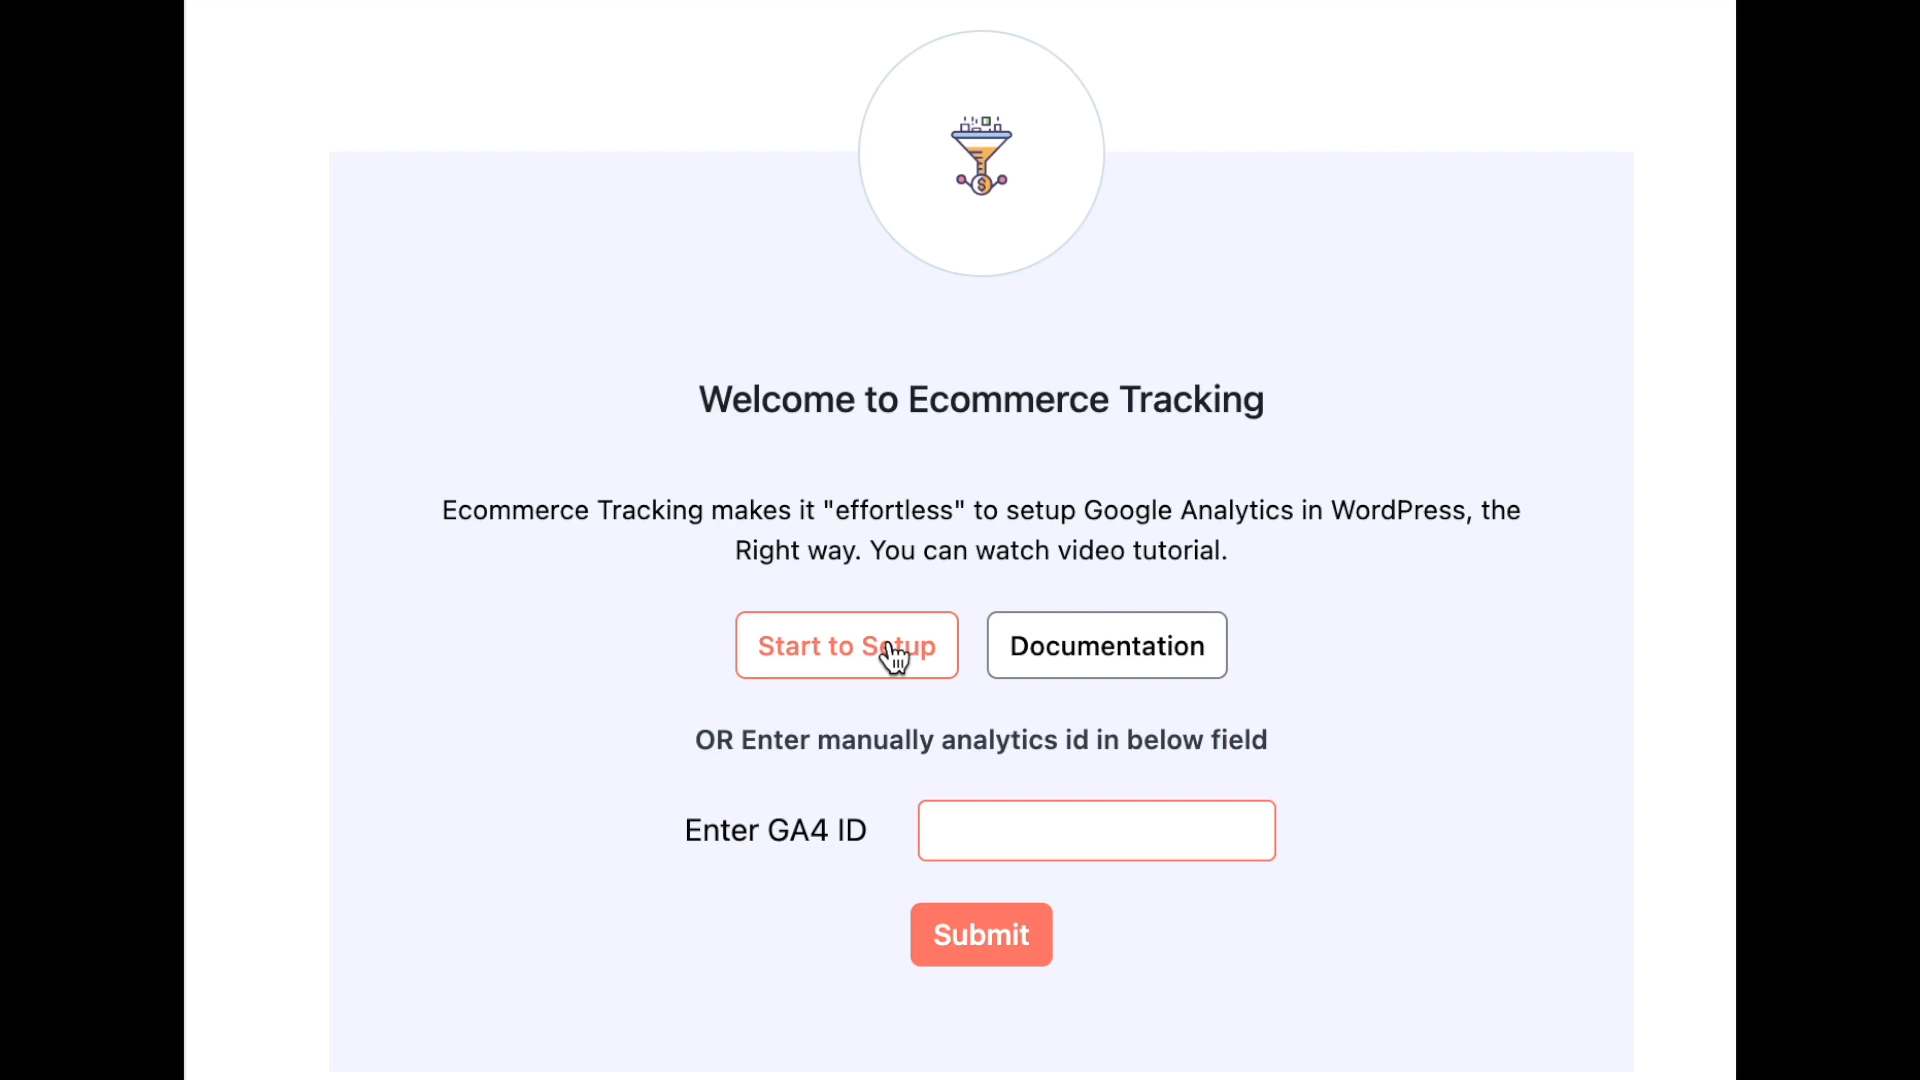 Welcome to Ecommerce Tracking
Ecommerce Tracking makes it "effortless" to setup Google Analytics in WordPress, the
Right way. You can watch video tutorial.
Start to Setup
Documentation
OR Enter manually analytics id in below field
Enter GA4 ID
Submit